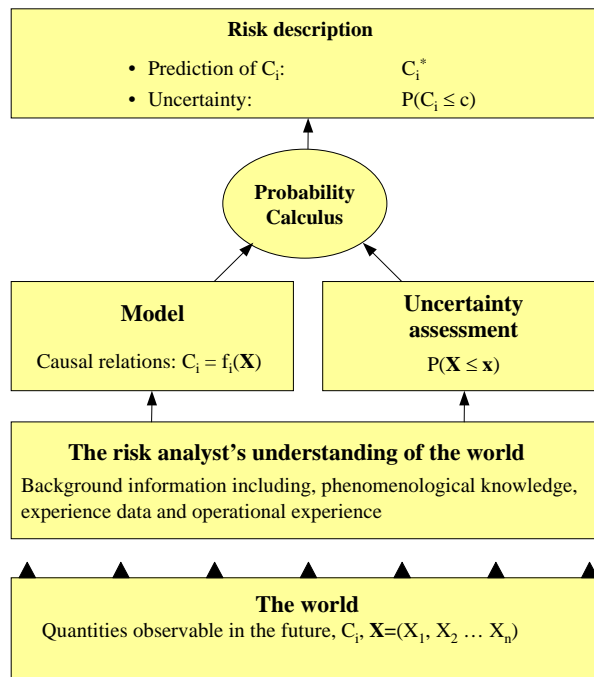 Risk description
• Prediction of Cᵢ: Cᵢ*
• Uncertainty: P(Cᵢ ≤ c)
Probability
Calculus
Model
Causal relations: Cᵢ = fᵢ(X)
Uncertainty
assessment
P(X ≤ x)
The risk analyst's understanding of the world
Background information including, phenomenological knowledge,
experience data and operational experience
The world
Quantities observable in the future, Cᵢ, X=(X₁, X₂ … Xₙ)